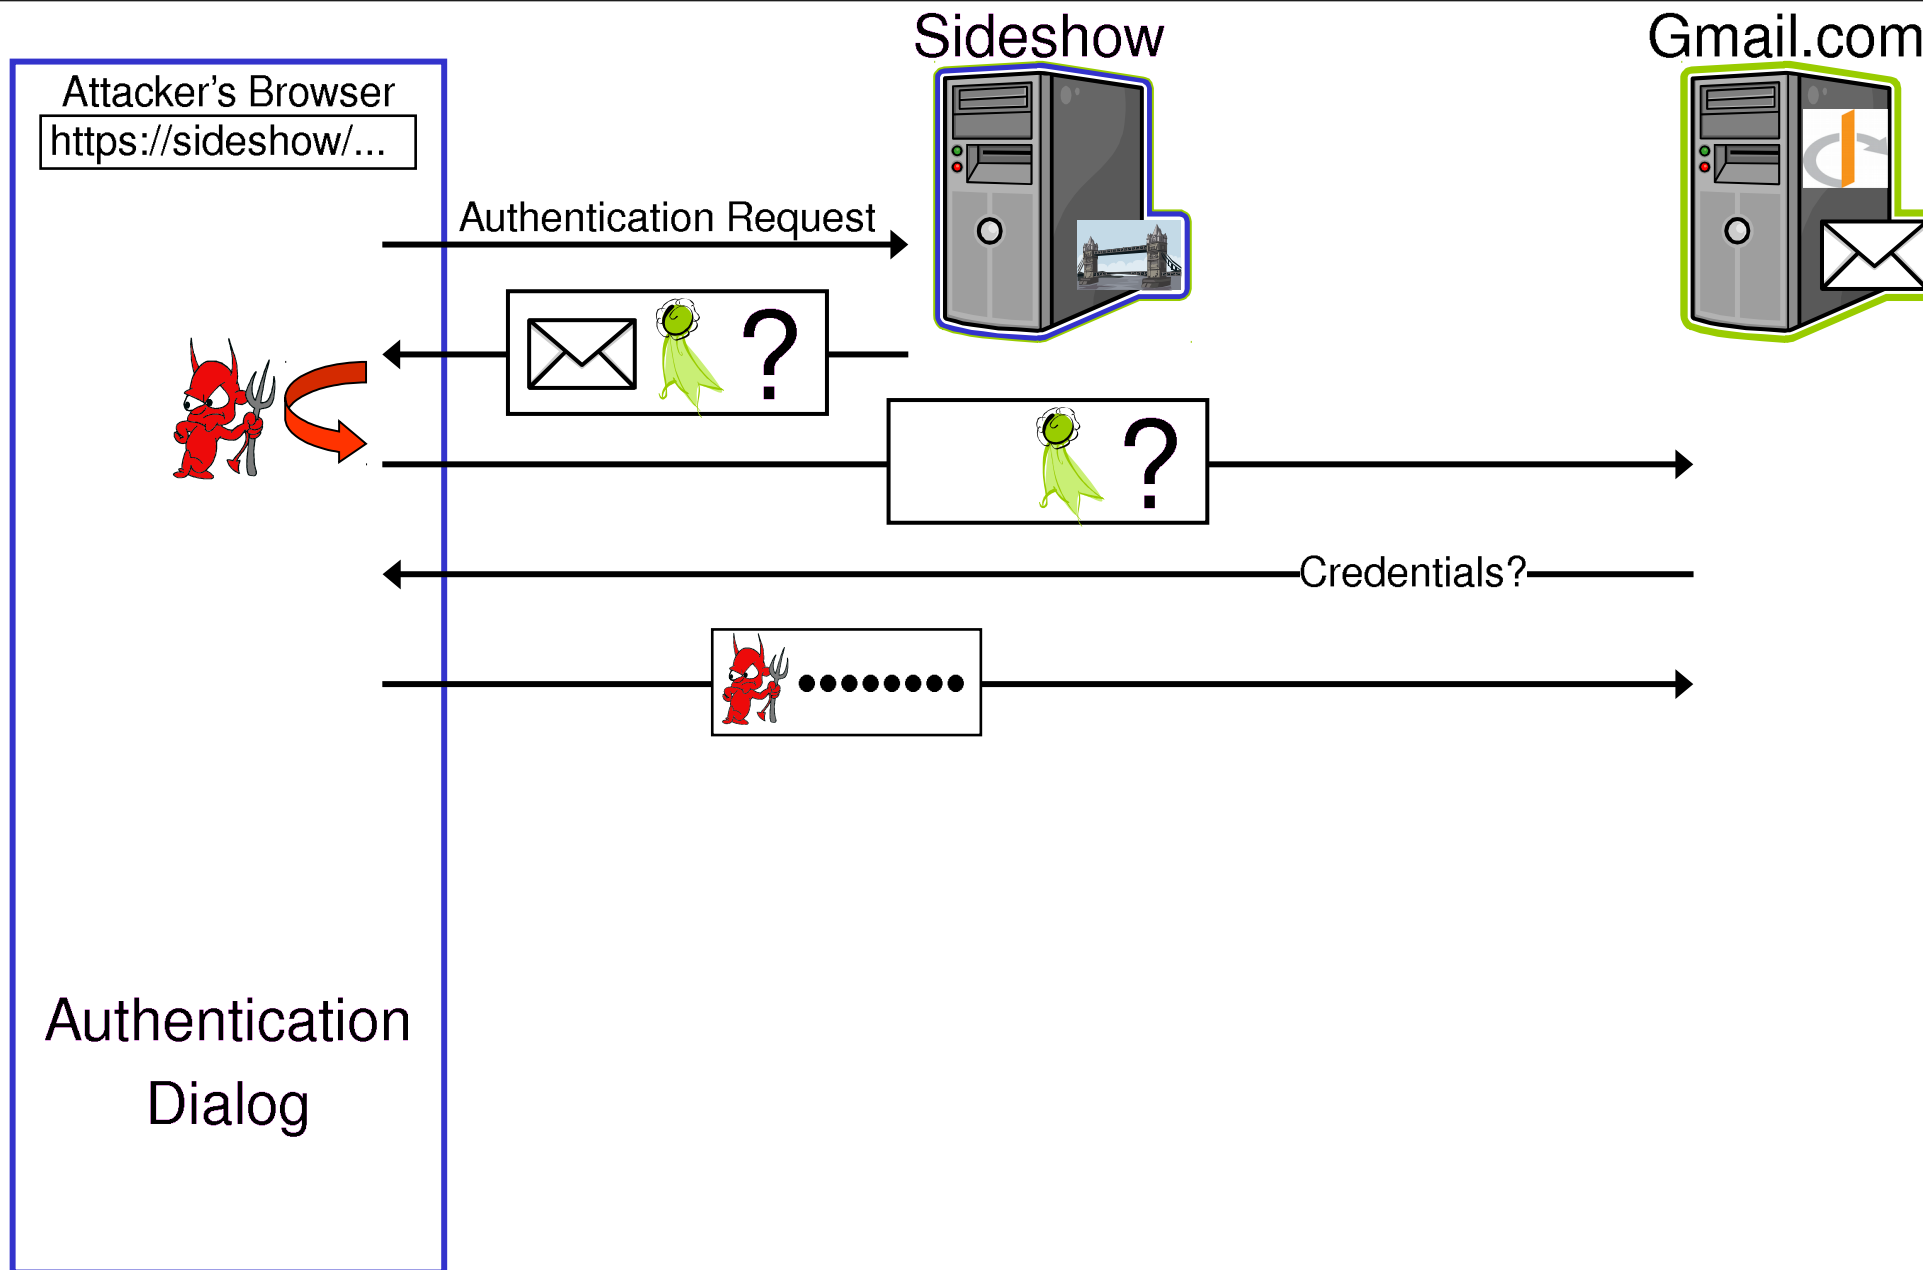 Sideshow
Gmail.com
Attacker's Browser
https://sideshow/...
Authentication Request
?
?
Credentials?
Authentication
Dialog